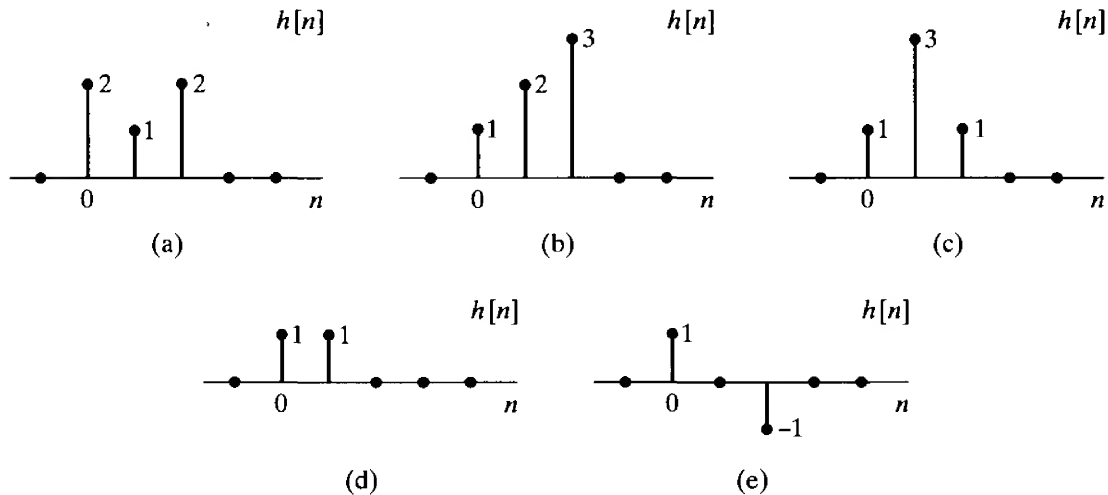 h[n] h[n] h[n]
2 2 1
1 2 3
1 3 1
0 n 0 n 0 n
(a) (b) (c)
h[n] h[n]
1 1 1
0 n 0 n
-1
(d) (e)